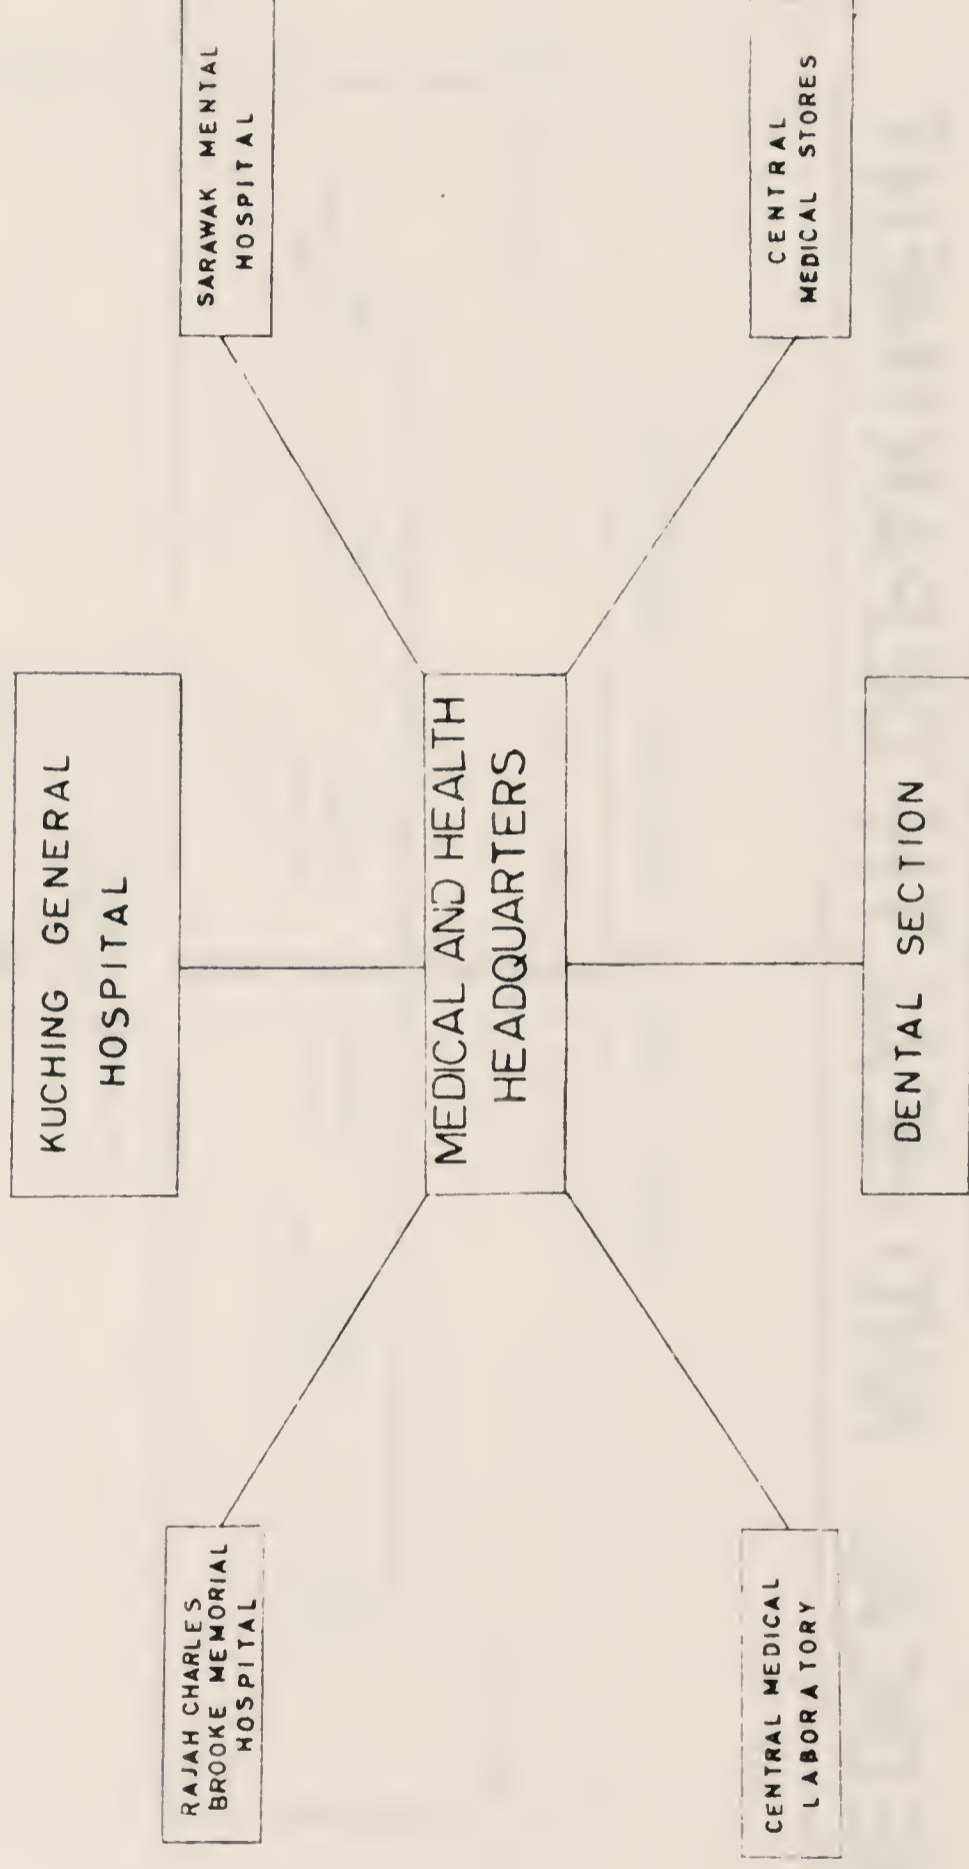 KUCHING GENERAL
HOSPITAL
RAJAH CHARLES
BROOKE MEMORIAL
HOSPITAL
SARAWAK MENTAL
HOSPITAL
MEDICAL AND HEALTH
HEADQUARTERS
CENTRAL MEDICAL
LABORATORY
CENTRAL
MEDICAL STORES
DENTAL SECTION